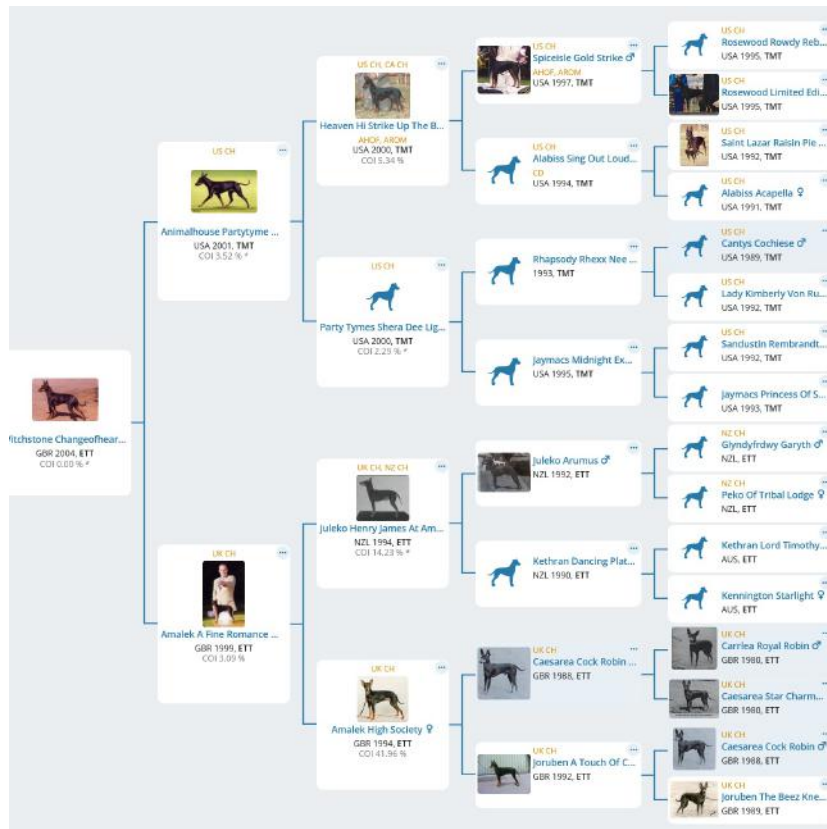 Witchstone Changeofhear...
GBR 2004, ETT
COI 0.00 % *
US CH
Animalhouse Partytyme ...
USA 2001, TMT
COI 3.52 % *
UK CH
Amalek A Fine Romance ...
GBR 1999, ETT
COI 3.09 %
US CH, CA CH
Heaven Hi Strike Up The B...
AHOF, AROM
USA 2000, TMT
COI 5.34 %
US CH
Party Tymes Shera Dee Lig...
USA 2000, TMT
COI 2.29 % *
UK CH, NZ CH
Juleko Henry James At Am...
NZL 1994, ETT
COI 14.23 % *
UK CH
Amalek High Society ♀
GBR 1994, ETT
COI 41.96 %
US CH
Spiceisle Gold Strike ♂
AHOF, AROM
USA 1997, TMT
US CH
Alabiss Sing Out Loud...
CD
USA 1994, TMT
Rhapsody Rhexx Nee ...
1993, TMT
Jaymacs Midnight Ex...
USA 1995, TMT
Juleko Arumus ♂
NZL 1992, ETT
Kethran Dancing Plat...
NZL 1990, ETT
UK CH
Caesarea Cock Robin ...
GBR 1988, ETT
UK CH
Joruben A Touch Of C...
GBR 1992, ETT
US CH
Rosewood Rowdy Reb...
USA 1995, TMT
US CH
Rosewood Limited Edi...
USA 1995, TMT
US CH
Saint Lazar Raisin Pie ...
USA 1992, TMT
US CH
Alabiss Acapella ♀
USA 1991, TMT
US CH
Cantys Cochiese ♂
USA 1989, TMT
US CH
Lady Kimberly Von Ru...
USA 1992, TMT
US CH
Sandustin Rembrandt...
USA 1992, TMT
Jaymacs Princess Of S...
USA 1993, TMT
NZ CH
Glyndyfrdwy Garyth ♂
NZL, ETT
NZ CH
Peko Of Tribal Lodge ♀
NZL, ETT
Kethran Lord Timothy...
AUS, ETT
Kennington Starlight ♀
AUS, ETT
UK CH
Carrlea Royal Robin ♂
GBR 1980, ETT
UK CH
Caesarea Star Charm...
GBR 1980, ETT
UK CH
Caesarea Cock Robin ♂
GBR 1988, ETT
UK CH
Joruben The Beez Kne...
GBR 1989, ETT